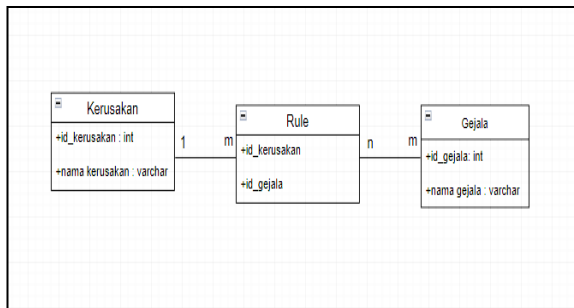 Kerusakan
+id_kerusakan : int
+nama kerusakan : varchar
1
m
Rule
+id_kerusakan
+id_gejala
n
m
Gejala
+id_gejala: int
+nama gejala : varchar